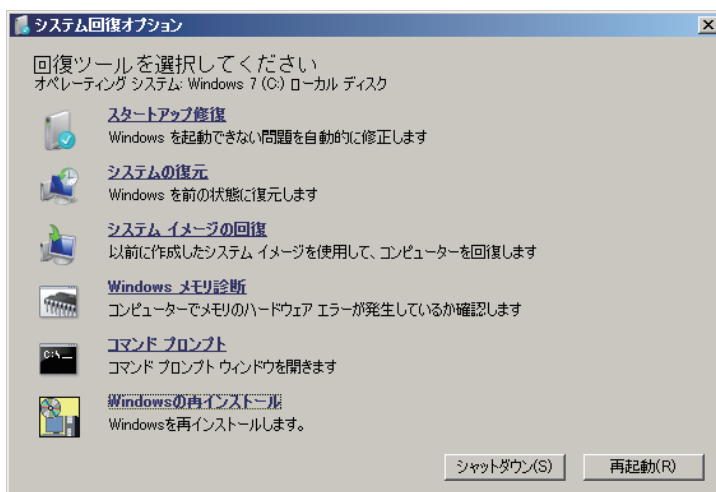 システム回復オプション
回復ツールを選択してください
オペレーティング システム: Windows 7 (C:) ローカル ディスク
スタートアップ修復
Windows を起動できない問題を自動的に修正します
システムの復元
Windows を前の状態に復元します
システム イメージの回復
以前に作成したシステム イメージを使用して、コンピューターを回復します
Windows メモリ診断
コンピューターでメモリのハードウェア エラーが発生しているか確認します
C:\_
コマンド プロンプト
コマンド プロンプト ウィンドウを開きます
Windowsの再インストール
Windowsを再インストールします。
シャットダウン(S) 再起動(R)